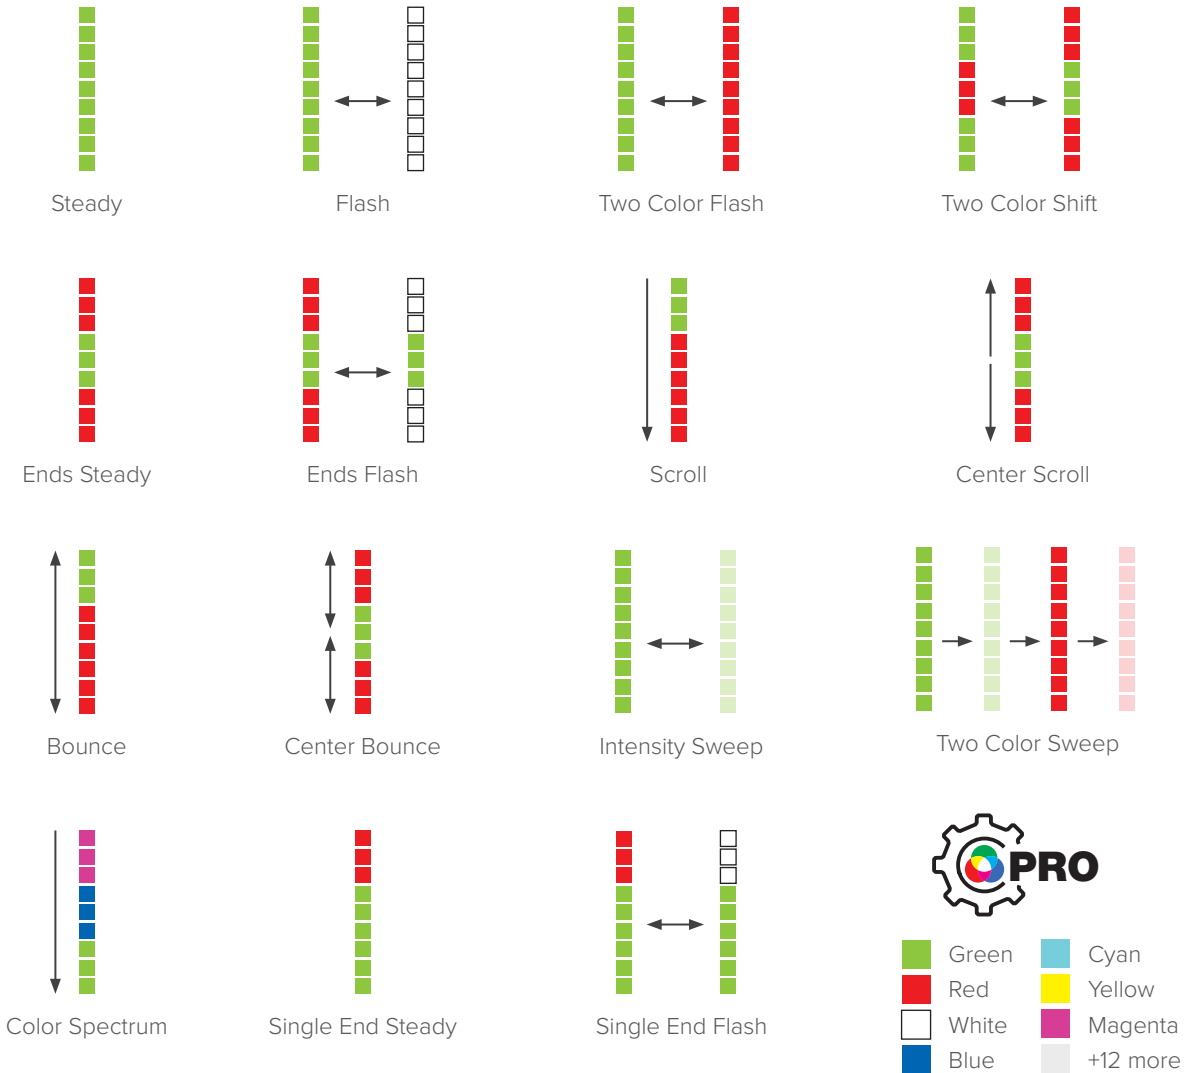 Steady
Flash
Two Color Flash
Two Color Shift
Ends Steady
Ends Flash
Scroll
Center Scroll
Bounce
Center Bounce
Intensity Sweep
Two Color Sweep
Color Spectrum
Single End Steady
Single End Flash
PRO
Green
Cyan
Red
Yellow
White
Magenta
Blue
+12 more